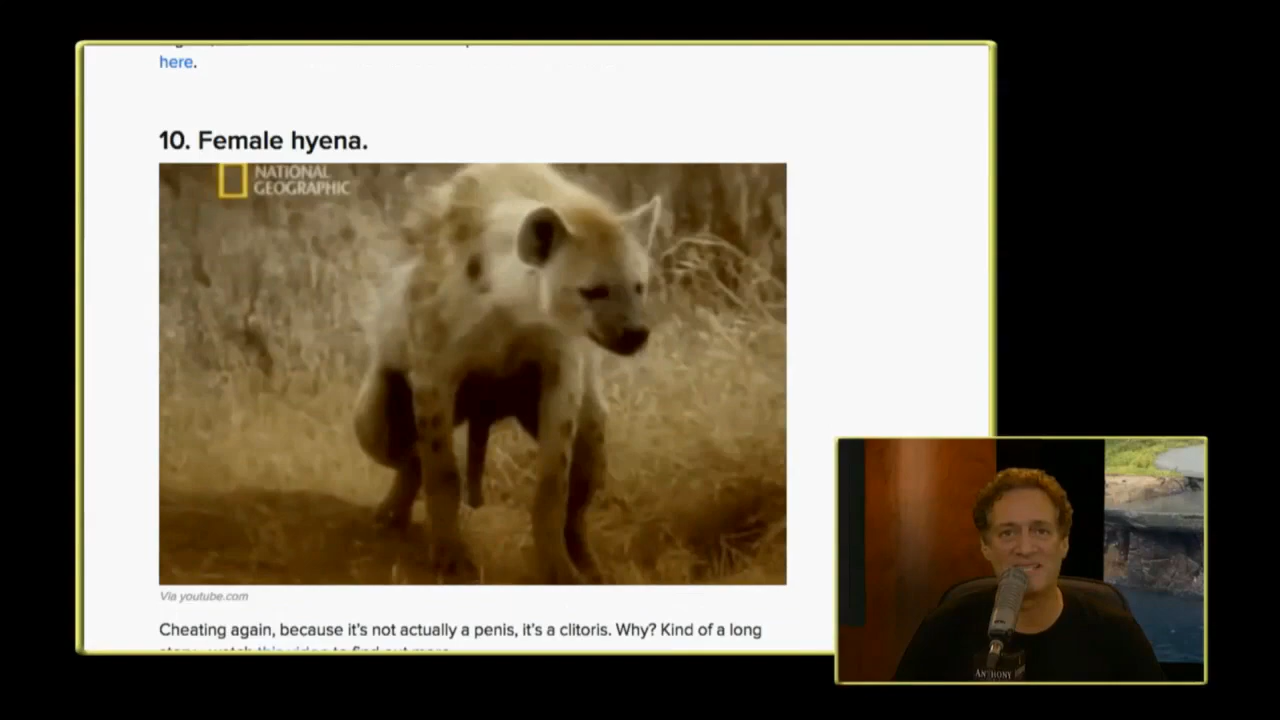 here.
10. Female hyena.
NATIONAL
GEOGRAPHIC
Via youtube.com
Cheating again, because it's not actually a penis, it's a clitoris. Why? Kind of a long
ANTHONY